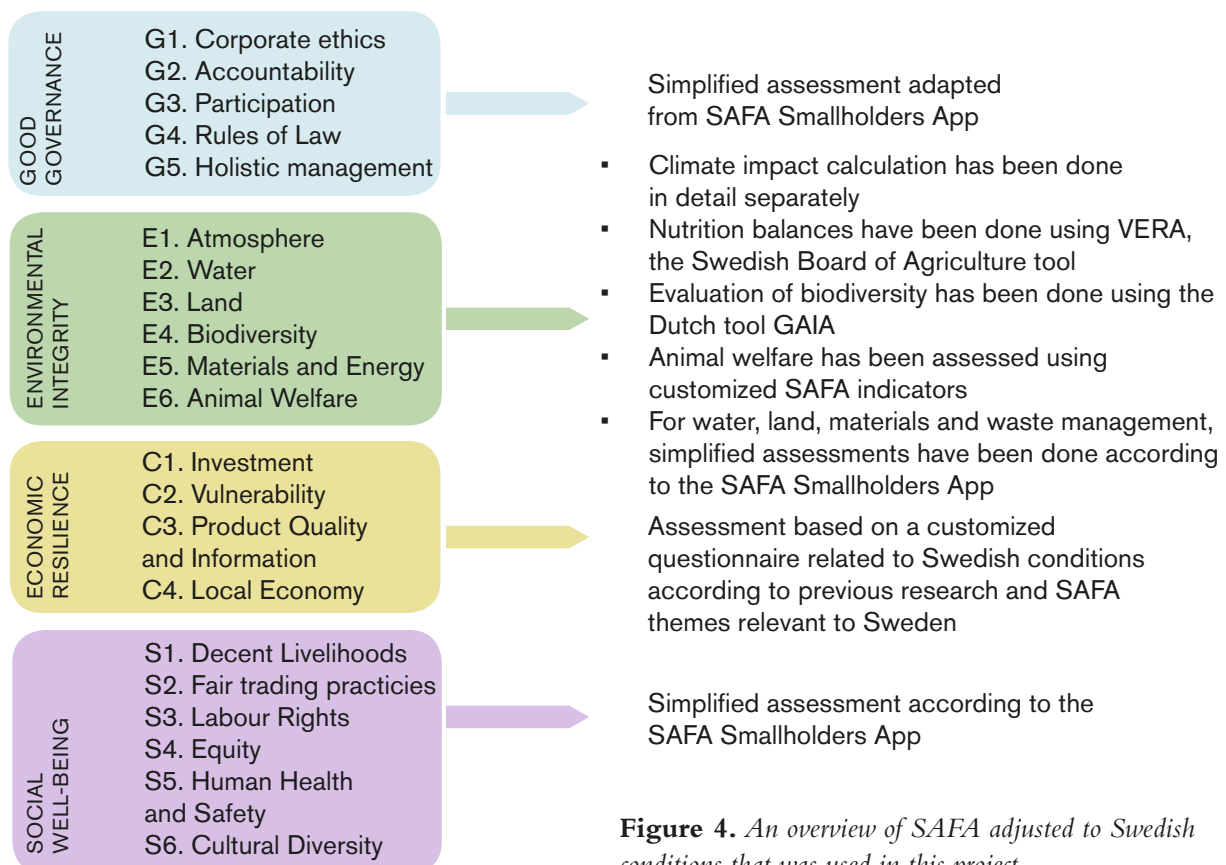 GOOD
GOVERNANCE
G1. Corporate ethics
G2. Accountability
G3. Participation
G4. Rules of Law
G5. Holistic management
Simplified assessment adapted
from SAFA Smallholders App
ENVIRONMENTAL
INTEGRITY
E1. Atmosphere
E2. Water
E3. Land
E4. Biodiversity
E5. Materials and Energy
E6. Animal Welfare
▪ Climate impact calculation has been done
in detail separately
▪ Nutrition balances have been done using VERA,
the Swedish Board of Agriculture tool
▪ Evaluation of biodiversity has been done using the
Dutch tool GAIA
▪ Animal welfare has been assessed using
customized SAFA indicators
▪ For water, land, materials and waste management,
simplified assessments have been done according
to the SAFA Smallholders App
ECONOMIC
RESILIENCE
C1. Investment
C2. Vulnerability
C3. Product Quality
and Information
C4. Local Economy
Assessment based on a customized
questionnaire related to Swedish conditions
according to previous research and SAFA
themes relevant to Sweden
SOCIAL
WELL-BEING
S1. Decent Livelihoods
S2. Fair trading practicies
S3. Labour Rights
S4. Equity
S5. Human Health
and Safety
S6. Cultural Diversity
Simplified assessment according to the
SAFA Smallholders App
Figure 4. An overview of SAFA adjusted to Swedish
conditions that was used in this project